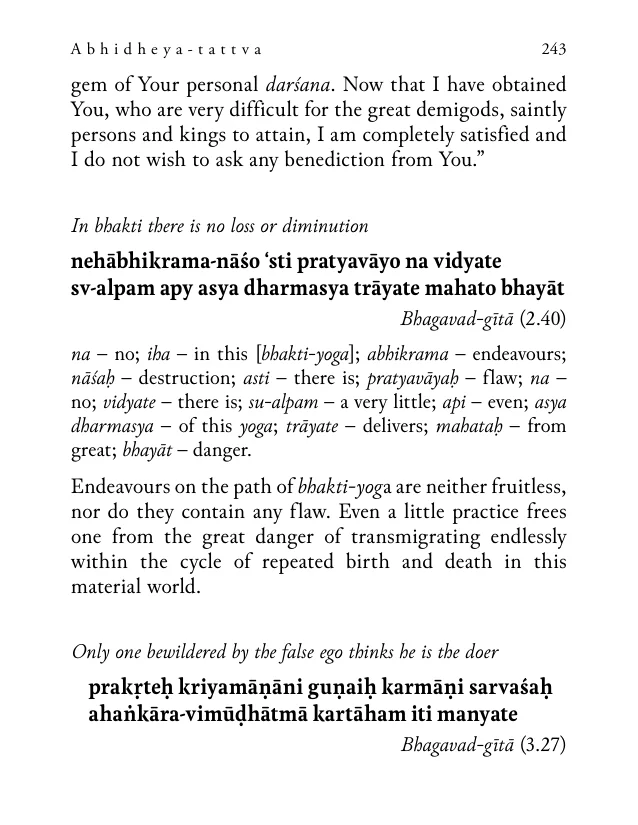 Abhidheya-tattva 243
gem of Your personal darśana. Now that I have obtained
You, who are very difficult for the great demigods, saintly
persons and kings to attain, I am completely satisfied and
I do not wish to ask any benediction from You.”
In bhakti there is no loss or diminution
nehābhikrama-nāśo ‘sti pratyavāyo na vidyate
sv-alpam apy asya dharmasya trāyate mahato bhayāt
Bhagavad-gītā (2.40)
na – no; iha – in this [bhakti-yoga]; abhikrama – endeavours;
nāśaḥ – destruction; asti – there is; pratyavāyaḥ – flaw; na –
no; vidyate – there is; su-alpam – a very little; api – even; asya
dharmasya – of this yoga; trāyate – delivers; mahataḥ – from
great; bhayāt – danger.
Endeavours on the path of bhakti-yoga are neither fruitless,
nor do they contain any flaw. Even a little practice frees
one from the great danger of transmigrating endlessly
within the cycle of repeated birth and death in this
material world.
Only one bewildered by the false ego thinks he is the doer
prakṛteḥ kriyamāṇāni guṇaiḥ karmāṇi sarvaśaḥ
ahaṅkāra-vimūḍhātmā kartāham iti manyate
Bhagavad-gītā (3.27)